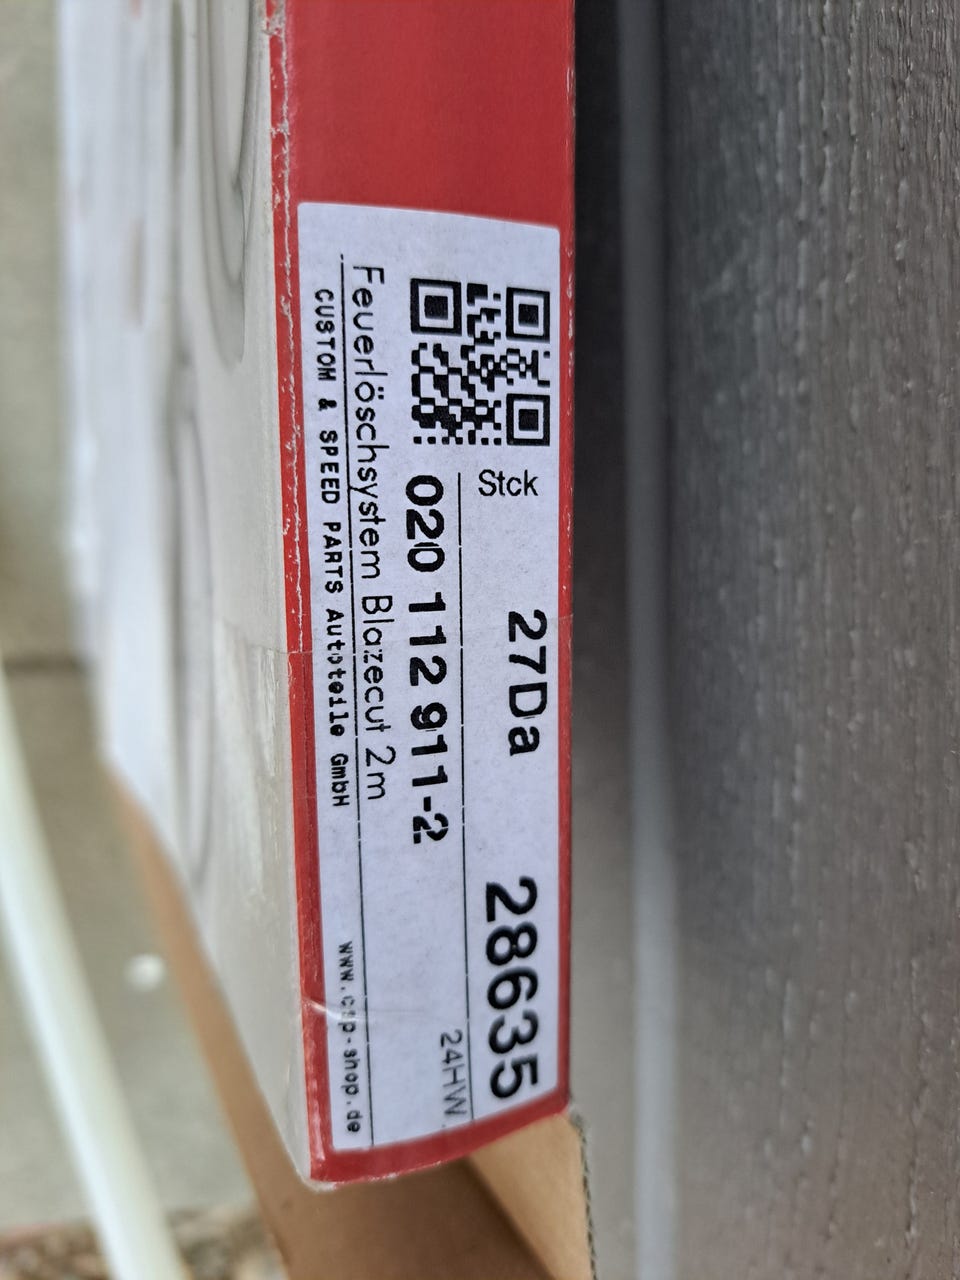 Stck
27Da
28635
020 112 911-2
24HW
Feuerlöschsystem Blazecut 2m
CUSTOM & SPEED PARTS Autoteile GmbH
www.csp-shop.de